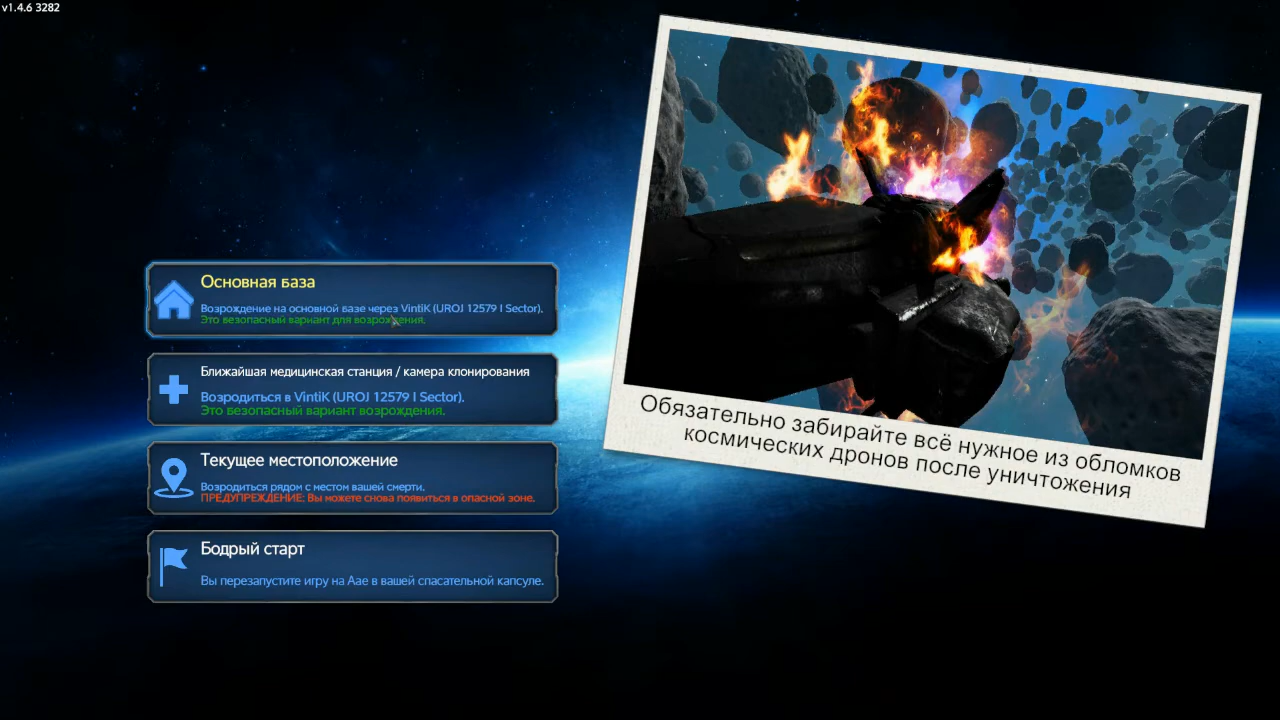 v1.4.6 3282
Основная база
Возрождение на основной базе через VintiK (UROJ 12579 I Sector).
Это безопасный вариант для возрождения.
Ближайшая медицинская станция / камера клонирования
Возродиться в VintiK (UROJ 12579 I Sector).
Это безопасный вариант возрождения.
Текущее местоположение
Возродиться рядом с местом вашей смерти.
ПРЕДУПРЕЖДЕНИЕ: Вы можете снова появиться в опасной зоне.
Бодрый старт
Вы перезапустите игру на Аае в вашей спасательной капсуле.
Обязательно забирайте всё нужное из обломков
космических дронов после уничтожения